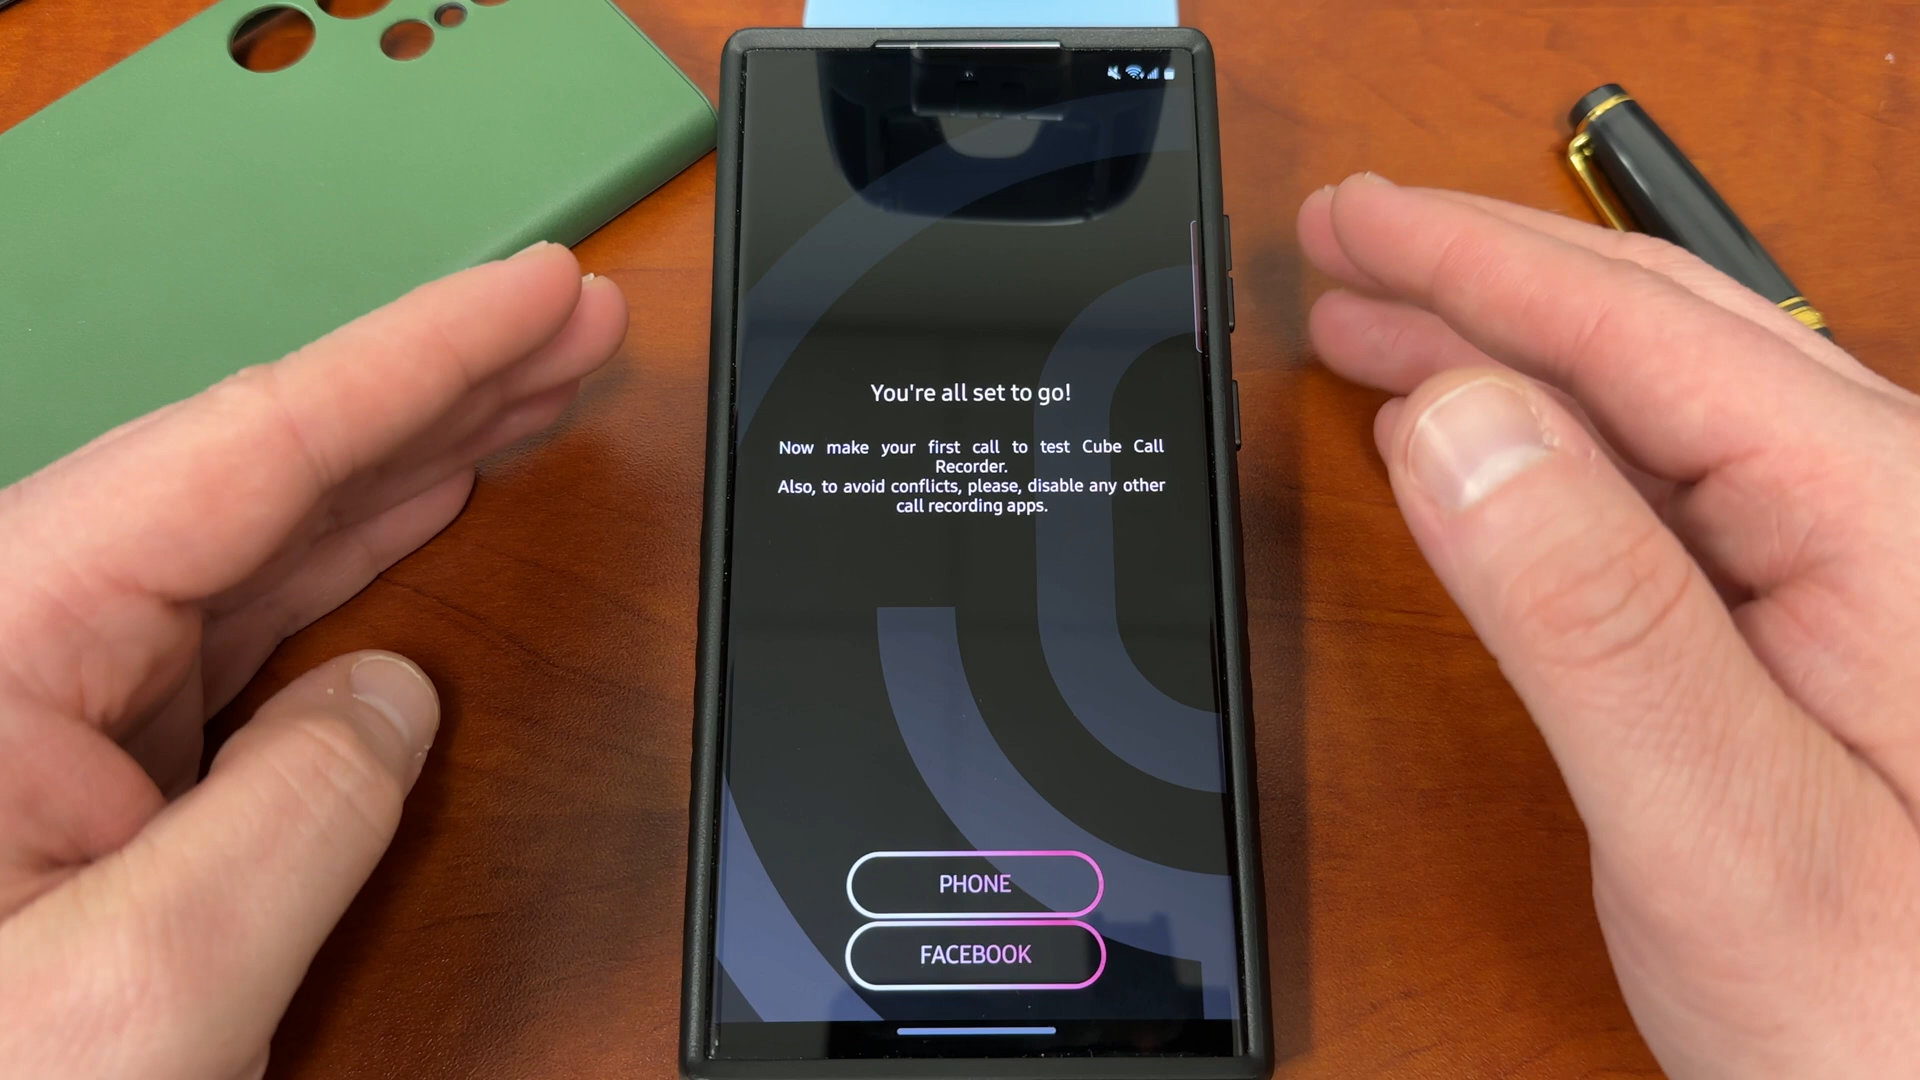 You're all set to go!
Now make your first call to test Cube Call
Recorder.
Also, to avoid conflicts, please, disable any other
call recording apps.
PHONE
FACEBOOK